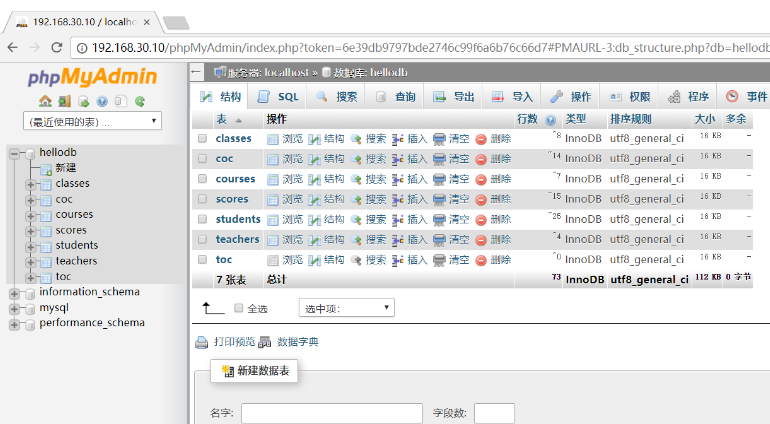 192.168.30.10 / localho
192.168.30.10/phpMyAdmin/index.php?token=6e39db9797bde2746c99f6a6b76c66d7#PMAURL-3:db_structure.php?db=hellodb
phpMyAdmin
(最近使用的表) ...
hellodb
新建
classes
coc
courses
scores
students
teachers
toc
information_schema
mysql
performance_schema
服务器: localhost » 数据库: hellodb
结构 SQL 搜索 查询 导出 导入 操作 权限 程序 事件
表 操作 行数 类型 排序规则 大小 多余
classes 浏览 结构 搜索 插入 清空 删除 ~8 InnoDB utf8_general_ci 16 KB -
coc 浏览 结构 搜索 插入 清空 删除 ~14 InnoDB utf8_general_ci 16 KB -
courses 浏览 结构 搜索 插入 清空 删除 ~7 InnoDB utf8_general_ci 16 KB -
scores 浏览 结构 搜索 插入 清空 删除 ~15 InnoDB utf8_general_ci 16 KB -
students 浏览 结构 搜索 插入 清空 删除 ~25 InnoDB utf8_general_ci 16 KB -
teachers 浏览 结构 搜索 插入 清空 删除 ~4 InnoDB utf8_general_ci 16 KB -
toc 浏览 结构 搜索 插入 清空 删除 ~0 InnoDB utf8_general_ci 16 KB -
7 张表 总计 73 InnoDB utf8_general_ci 112 KB 0 字节
全选 选中项:
打印预览 数据字典
新建数据表
名字: 字段数: